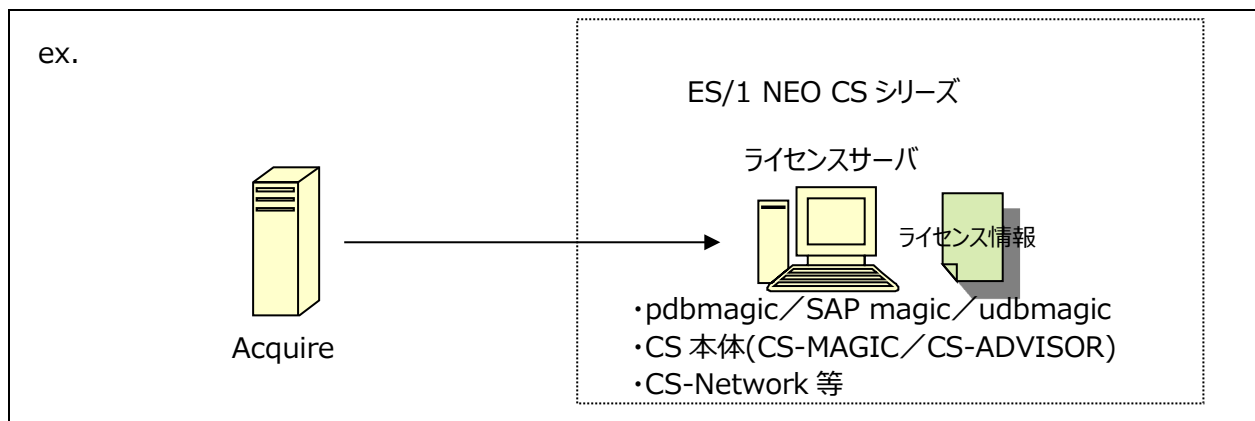 ex.
ES/1 NEO CS シリーズ
ライセンスサーバ
ライセンス情報
・pdbmagic／SAP magic／udbmagic
・CS 本体(CS-MAGIC／CS-ADVISOR)
・CS-Network 等
Acquire